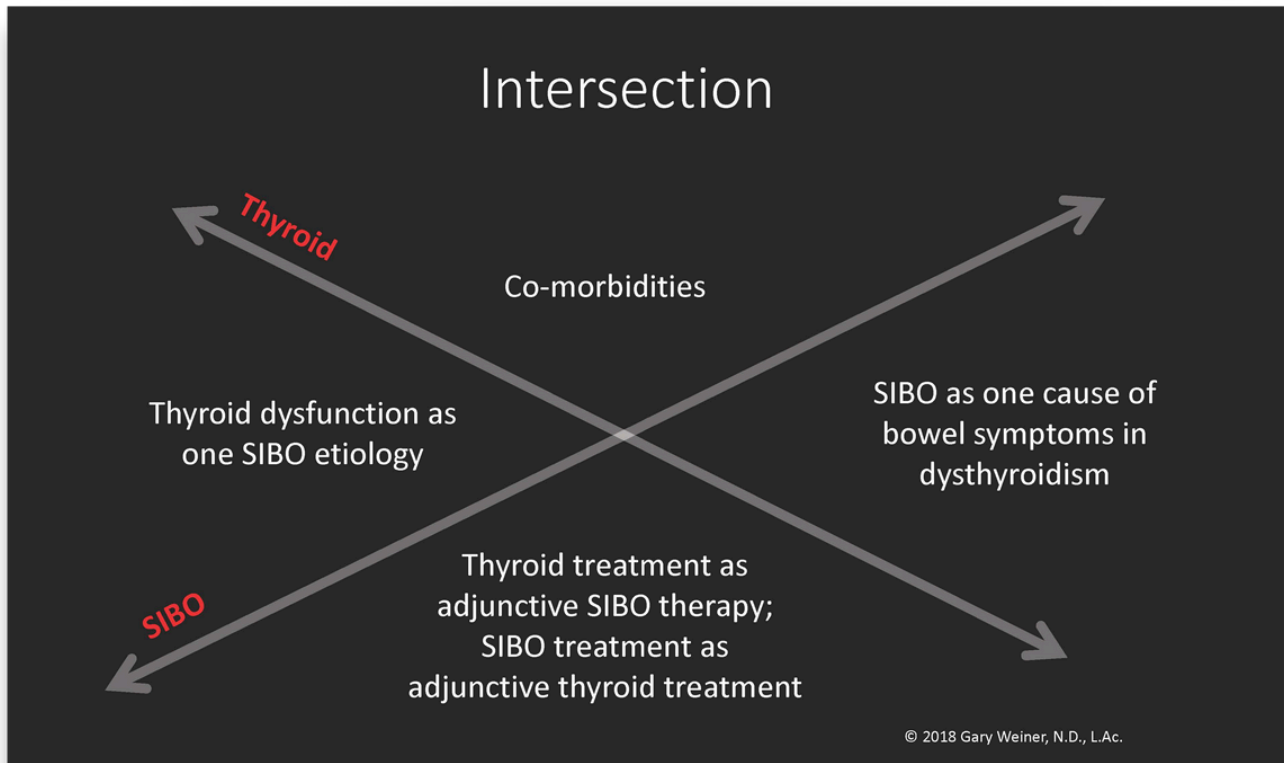 Intersection
Thyroid
Co-morbidities
Thyroid dysfunction as
one SIBO etiology
SIBO as one cause of
bowel symptoms in
dysthyroidism
SIBO
Thyroid treatment as
adjunctive SIBO therapy;
SIBO treatment as
adjunctive thyroid treatment
© 2018 Gary Weiner, N.D., L.Ac.